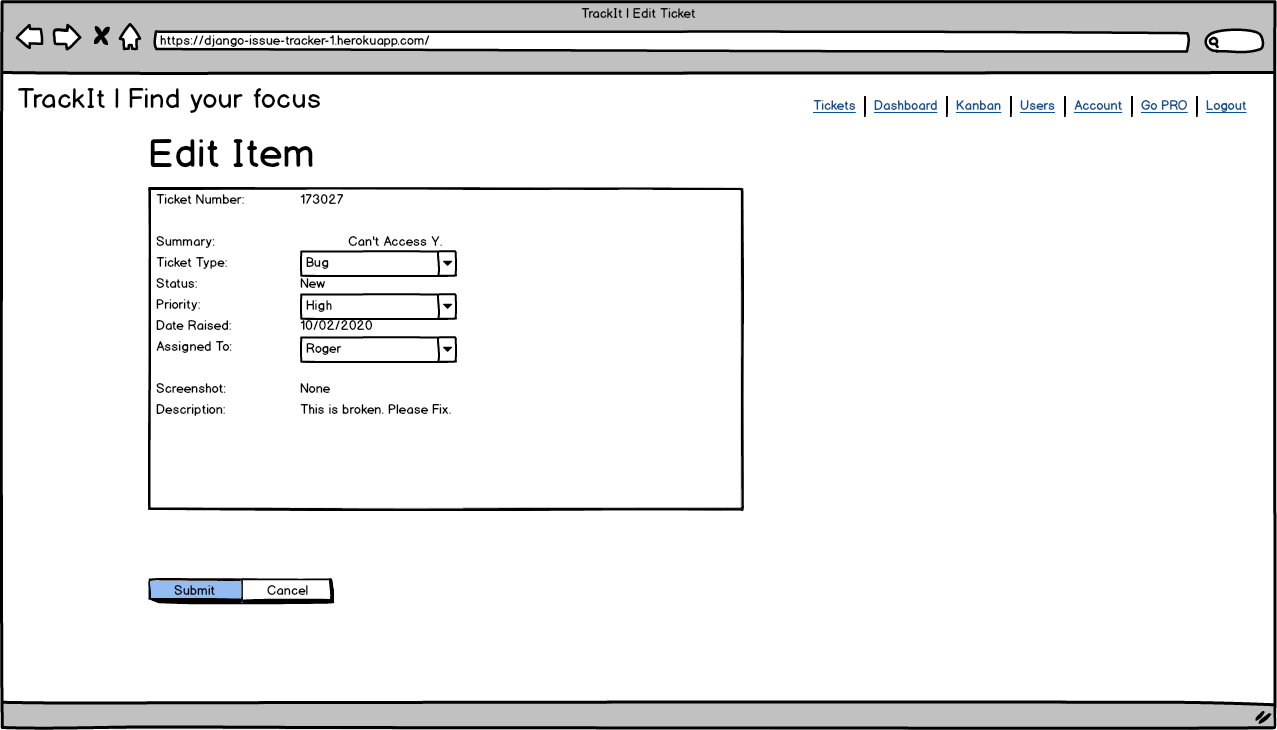 TrackIt | Edit Ticket
https://django-issue-tracker-1.herokuapp.com/
TrackIt | Find your focus
Tickets | Dashboard | Kanban | Users | Account | Go PRO | Logout
Edit Item
Ticket Number: 173027
Summary: Can't Access Y.
Ticket Type: Bug
Status: New
Priority: High
Date Raised: 10/02/2020
Assigned To: Roger
Screenshot: None
Description: This is broken. Please Fix.
Submit Cancel